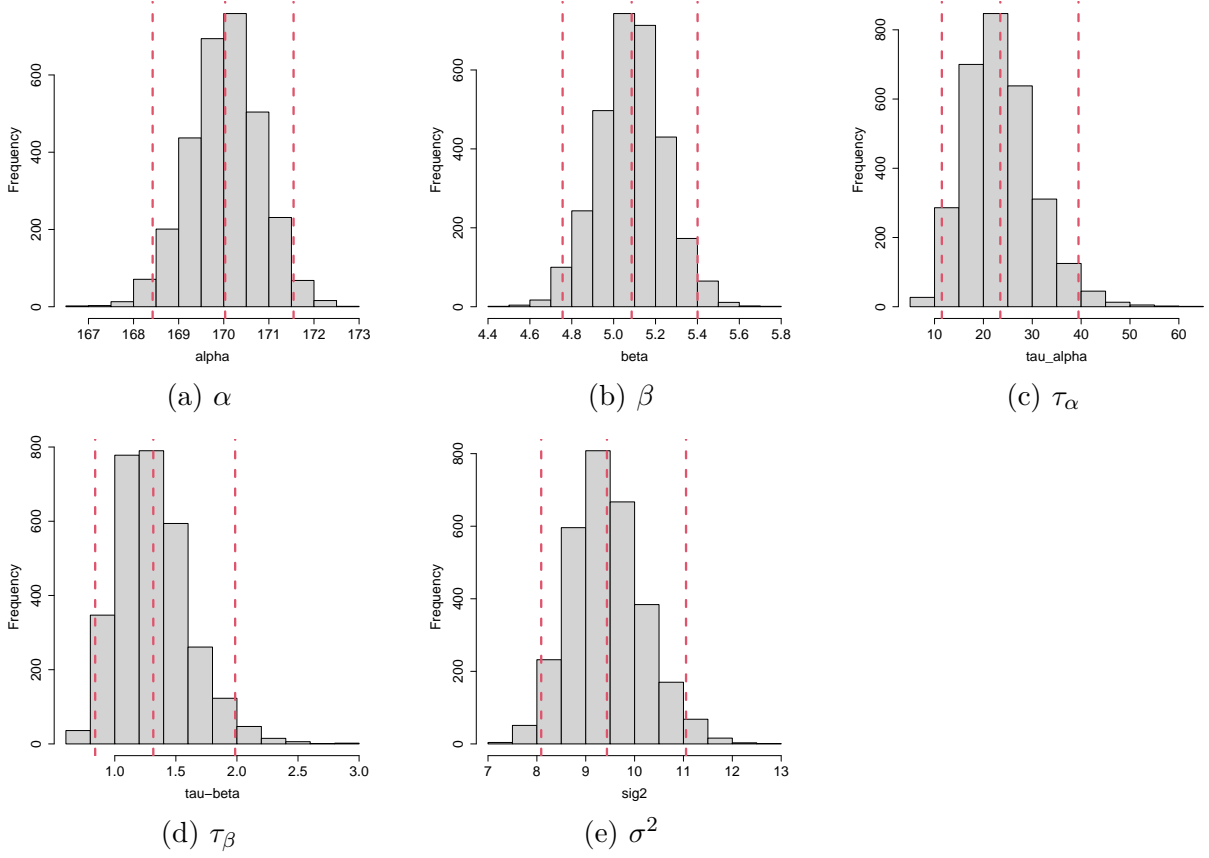 Frequency
0 200 400 600
167 168 169 170 171 172 173
alpha
(a) α
Frequency
0 200 400 600
4.4 4.6 4.8 5.0 5.2 5.4 5.6 5.8
beta
(b) β
Frequency
0 200 400 600 800
10 20 30 40 50 60
tau_alpha
(c) τα
Frequency
0 200 400 600 800
1.0 1.5 2.0 2.5 3.0
tau−beta
(d) τβ
Frequency
0 200 400 600 800
7 8 9 10 11 12 13
sig2
(e) σ²